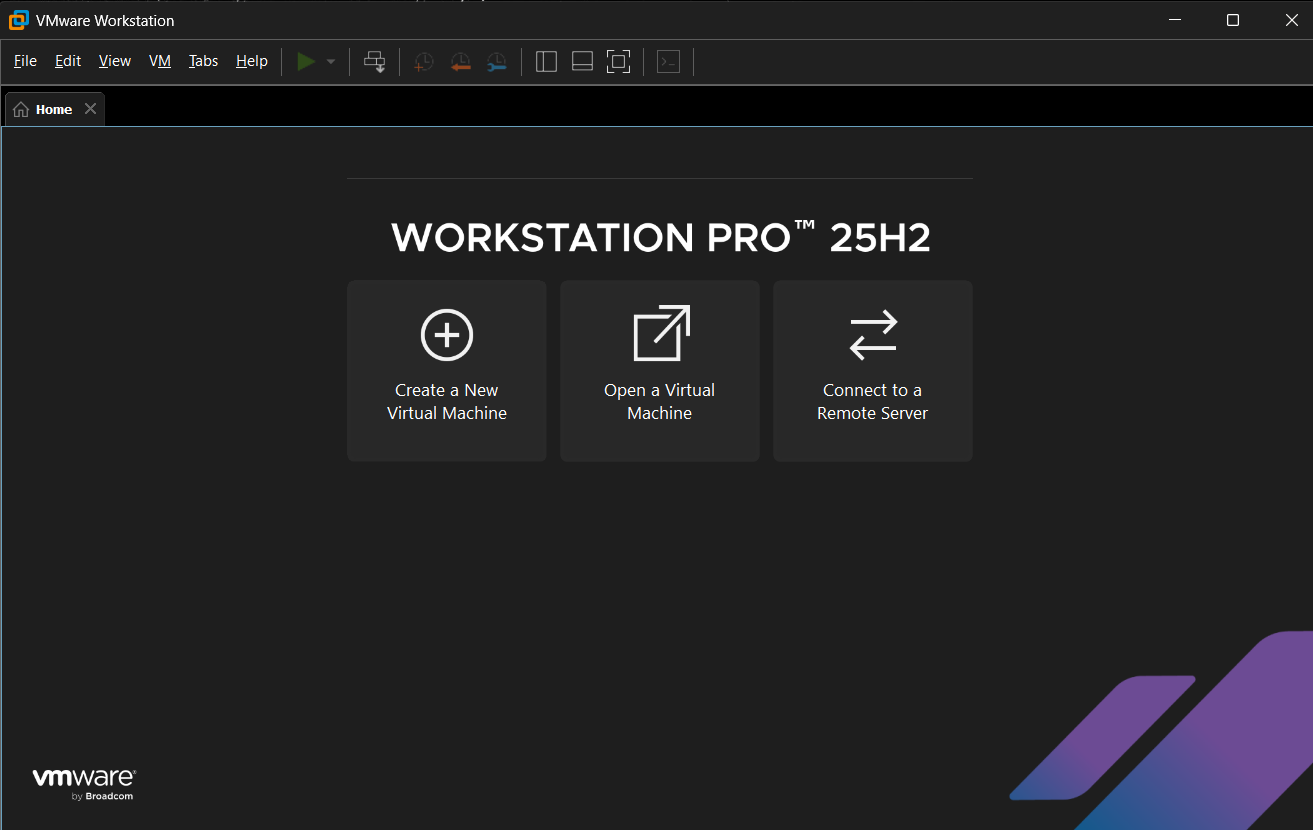 VMware Workstation
File Edit View VM Tabs Help
Home
WORKSTATION PRO™ 25H2
Create a New
Virtual Machine
Open a Virtual
Machine
Connect to a
Remote Server
vmware®
by Broadcom